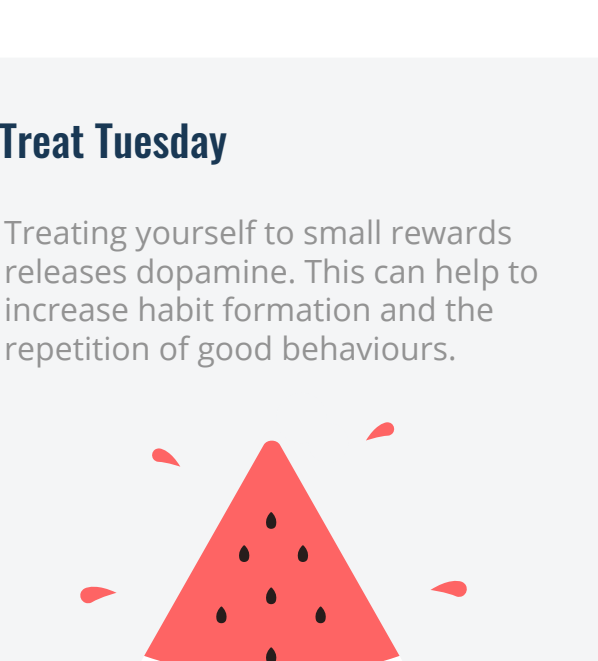 Treat Tuesday
Treating yourself to small rewards
releases dopamine. This can help to
increase habit formation and the
repetition of good behaviours.